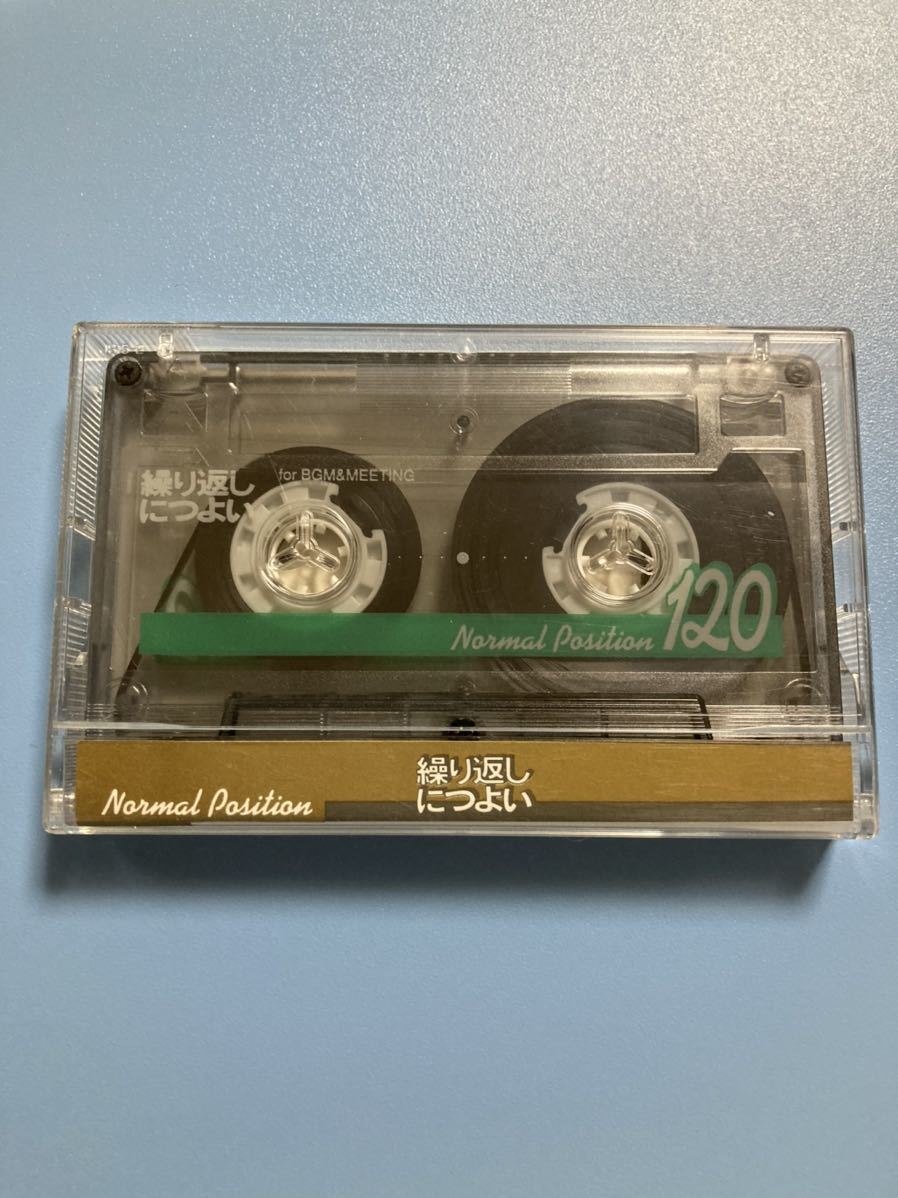 繰り返し
につよい
for BGM&MEETING
Normal Position 120
Normal Position
繰り返し
につよい